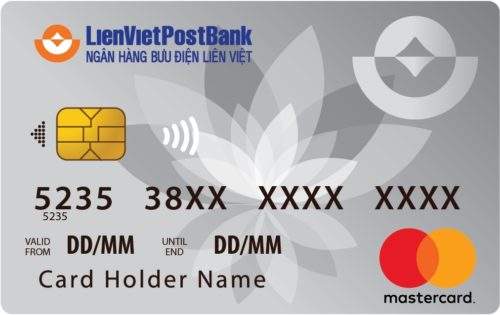 LienVietPostBank
NGÂN HÀNG BƯU ĐIỆN LIÊN VIỆT
5235 38XX XXXX XXXX
5235
VALID FROM DD/MM UNTIL END DD/MM
Card Holder Name
mastercard.